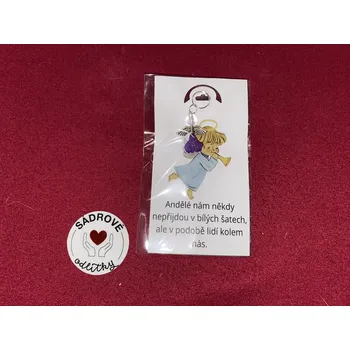 Andělé nám někdy
nepřijdou v bílých šatech,
ale v podobě lidí kolem
nás.
SÁDROVÉ
odlitky